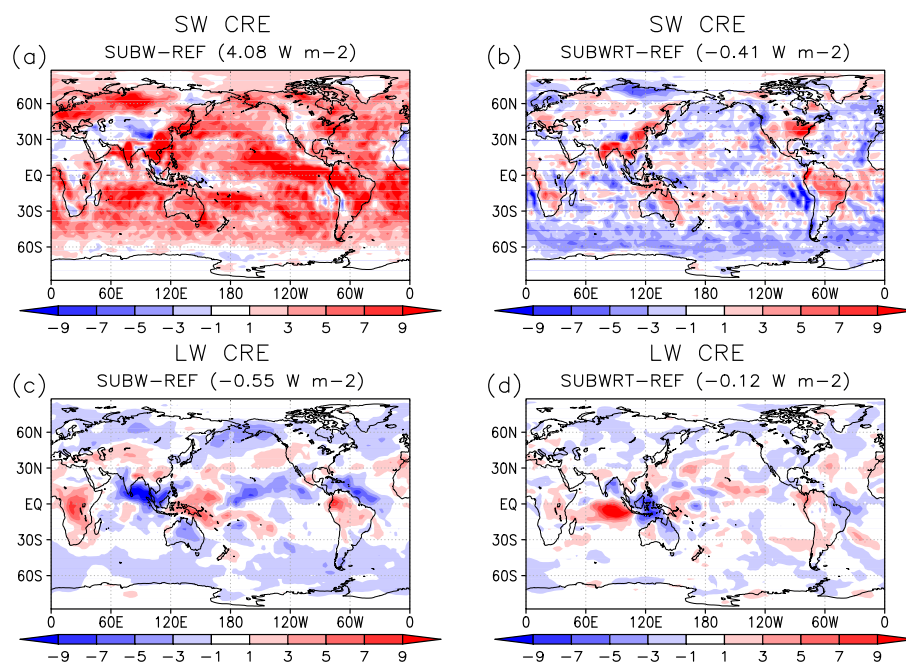 SW CRE
(a) SUBW-REF (4.08 W m-2)
60N
30N
EQ
30S
60S
0 60E 120E 180 120W 60W 0
-9 -7 -5 -3 -1 1 3 5 7 9
SW CRE
(b) SUBWRT-REF (-0.41 W m-2)
60N
30N
EQ
30S
60S
0 60E 120E 180 120W 60W 0
-9 -7 -5 -3 -1 1 3 5 7 9
LW CRE
(c) SUBW-REF (-0.55 W m-2)
60N
30N
EQ
30S
60S
0 60E 120E 180 120W 60W 0
-9 -7 -5 -3 -1 1 3 5 7 9
LW CRE
(d) SUBWRT-REF (-0.12 W m-2)
60N
30N
EQ
30S
60S
0 60E 120E 180 120W 60W 0
-9 -7 -5 -3 -1 1 3 5 7 9